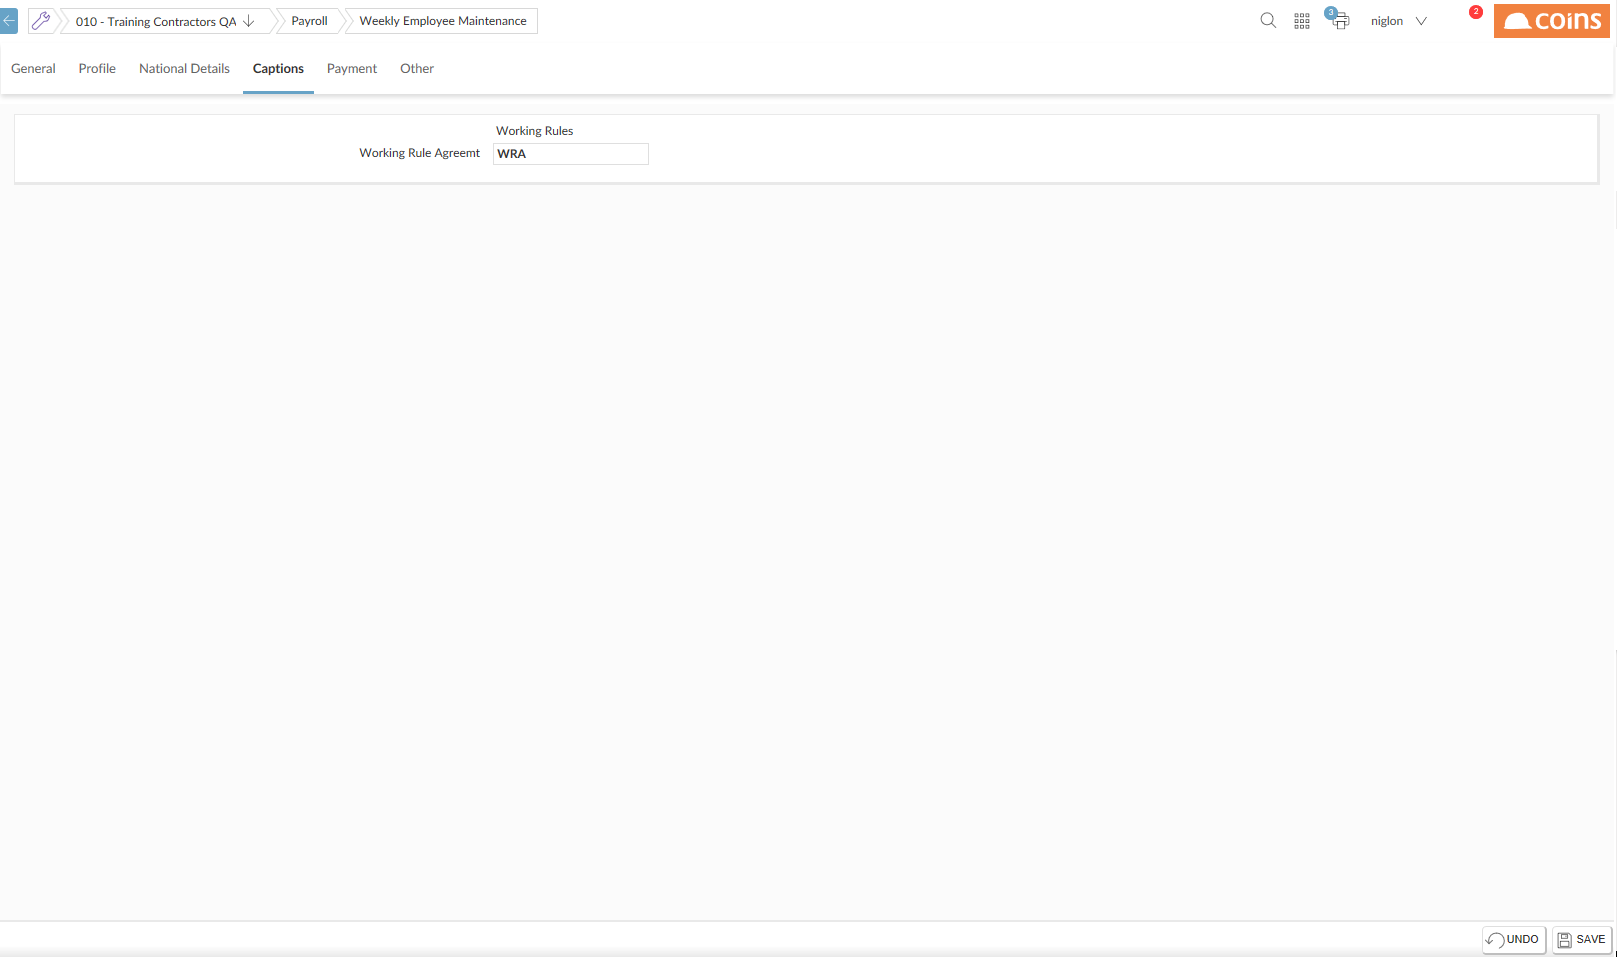 010 - Training Contractors QA
Payroll
Weekly Employee Maintenance
3
niglon
2
coins
General
Profile
National Details
Captions
Payment
Other
Working Rules
Working Rule Agreemt
WRA
UNDO
SAVE